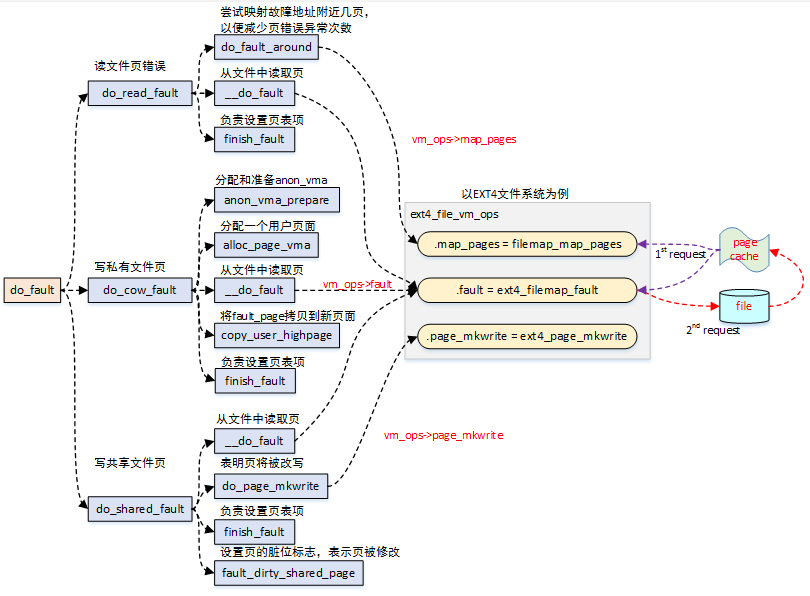 尝试映射故障地址附近几页，
以便减少页错误异常次数
do_fault_around
读文件页错误
从文件中读取页
do_read_fault
__do_fault
负责设置页表项
finish_fault
vm_ops->map_pages
分配和准备anon_vma
anon_vma_prepare
分配一个用户页面
alloc_page_vma
写私有文件页
从文件中读取页
do_fault
do_cow_fault
__do_fault
vm_ops->fault
将fault_page拷贝到新页面
copy_user_highpage
负责设置页表项
finish_fault
以EXT4文件系统为例
ext4_file_vm_ops
.map_pages = filemap_map_pages
.fault = ext4_filemap_fault
.page_mkwrite = ext4_page_mkwrite
1st request
page
cache
file
2nd request
从文件中读取页
__do_fault
vm_ops->page_mkwrite
写共享文件页
表明页将被改写
do_page_mkwrite
do_shared_fault
负责设置页表项
finish_fault
设置页的脏位标志，表示页被修改
fault_dirty_shared_page